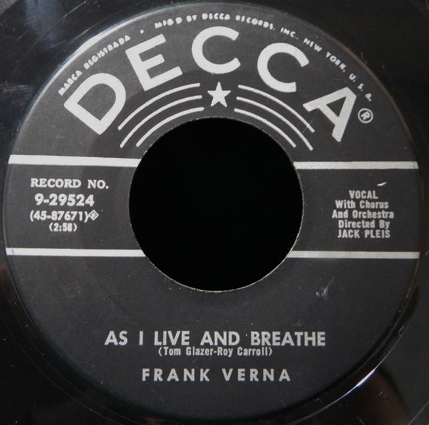 MARCA REGISTRADA • MFD BY DECCA RECORDS, INC., NEW YORK, U.S.A.
DECCA®
RECORD NO.
9-29524
(45-87671)
(2:58)
VOCAL
With Chorus
And Orchestra
Directed By
JACK PLEIS
AS I LIVE AND BREATHE
(Tom Glazer-Roy Carroll)
FRANK VERNA